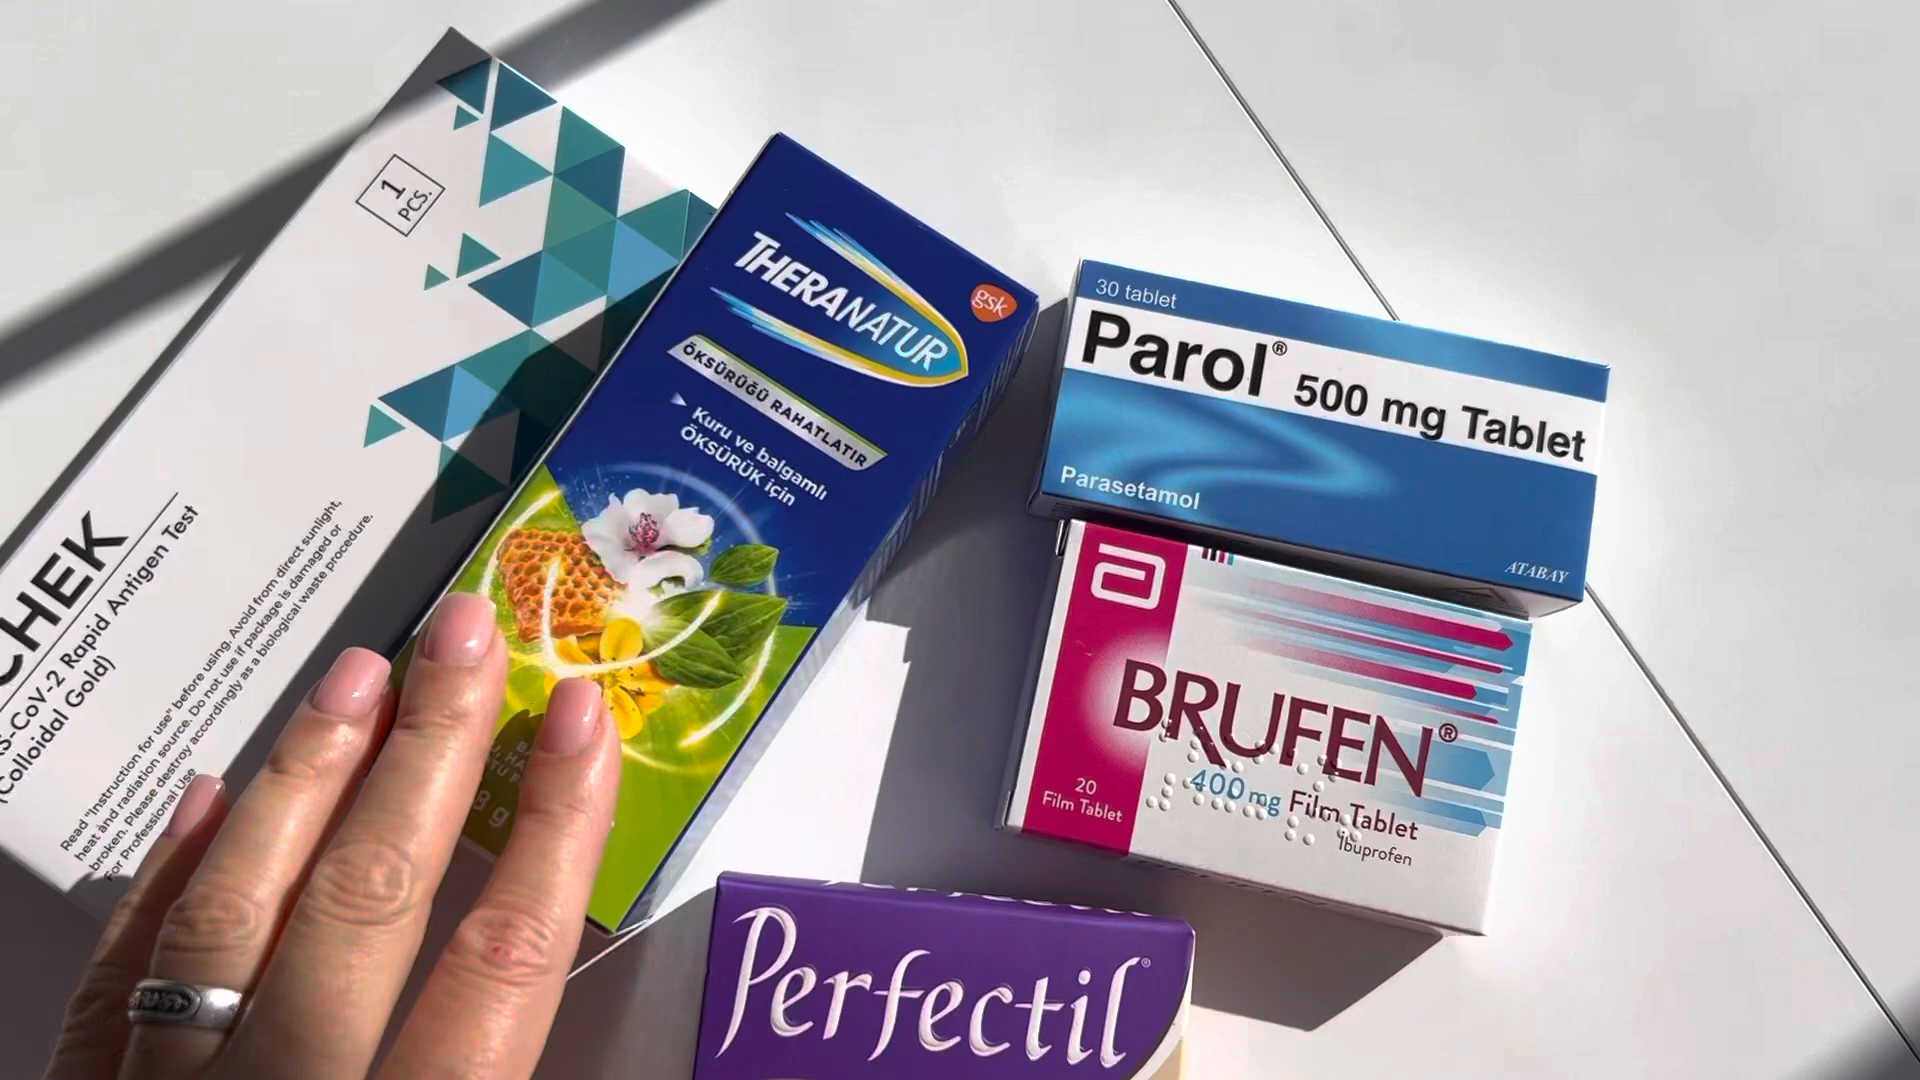 1
PCS.
CHEK
S-CoV-2 Rapid Antigen Test
(Colloidal Gold)
Read "Instruction for use" before using. Avoid from direct sunlight,
heat and radiation source. Do not use if package is damaged or
broken. Please destroy accordingly as a biological waste procedure.
For Professional Use
THERANATUR
gsk
ÖKSÜRÜĞÜ RAHATLATIR
Kuru ve balgamlı
ÖKSÜRÜK için
8 g
30 tablet
Parol® 500 mg Tablet
Parasetamol
ATABAY
BRUFEN®
400 mg Film Tablet
Ibuprofen
20
Film Tablet
Perfectil®